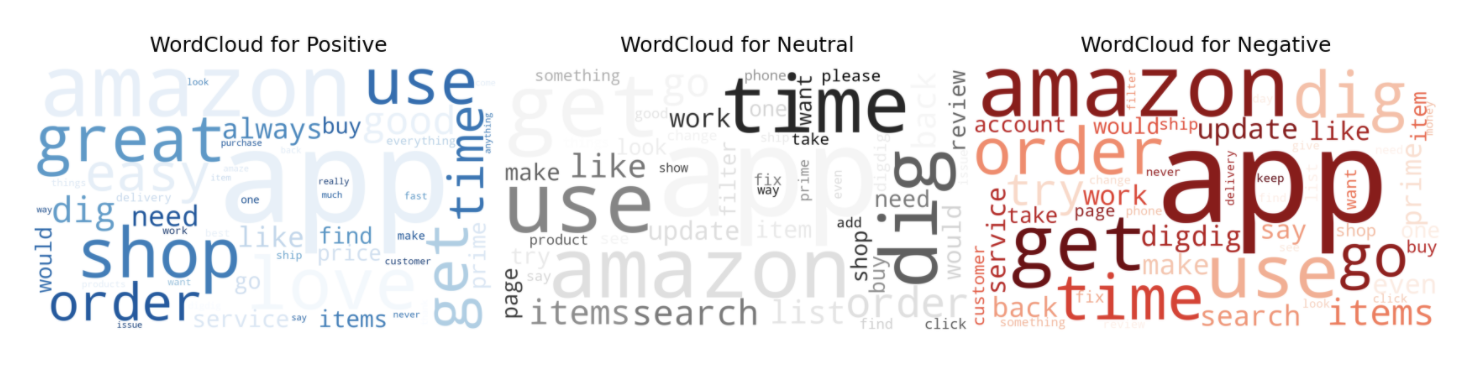 WordCloud for Positive
amazon look use
great always buy good
purchase everything anything
app easy time
things item really much fast
delivery one
way dig need work
would shop like find make get prime
ship price customer
best products want go love
order service say items never
issue
WordCloud for Neutral
something phone please
get go time want back review
good work one
change ship take
look app
make like show filter fix way prime even digdig
use need
product see update item add would
try say amazon shop buy dig
page items search list order
find click
WordCloud for Negative
amazon filter dig item money
account would ship update like
order app give need
never delivery keep want prime
try change work
service take page phone find
get digdig say shop one buy
see go
customer make use even
back fix time look click
something review search items